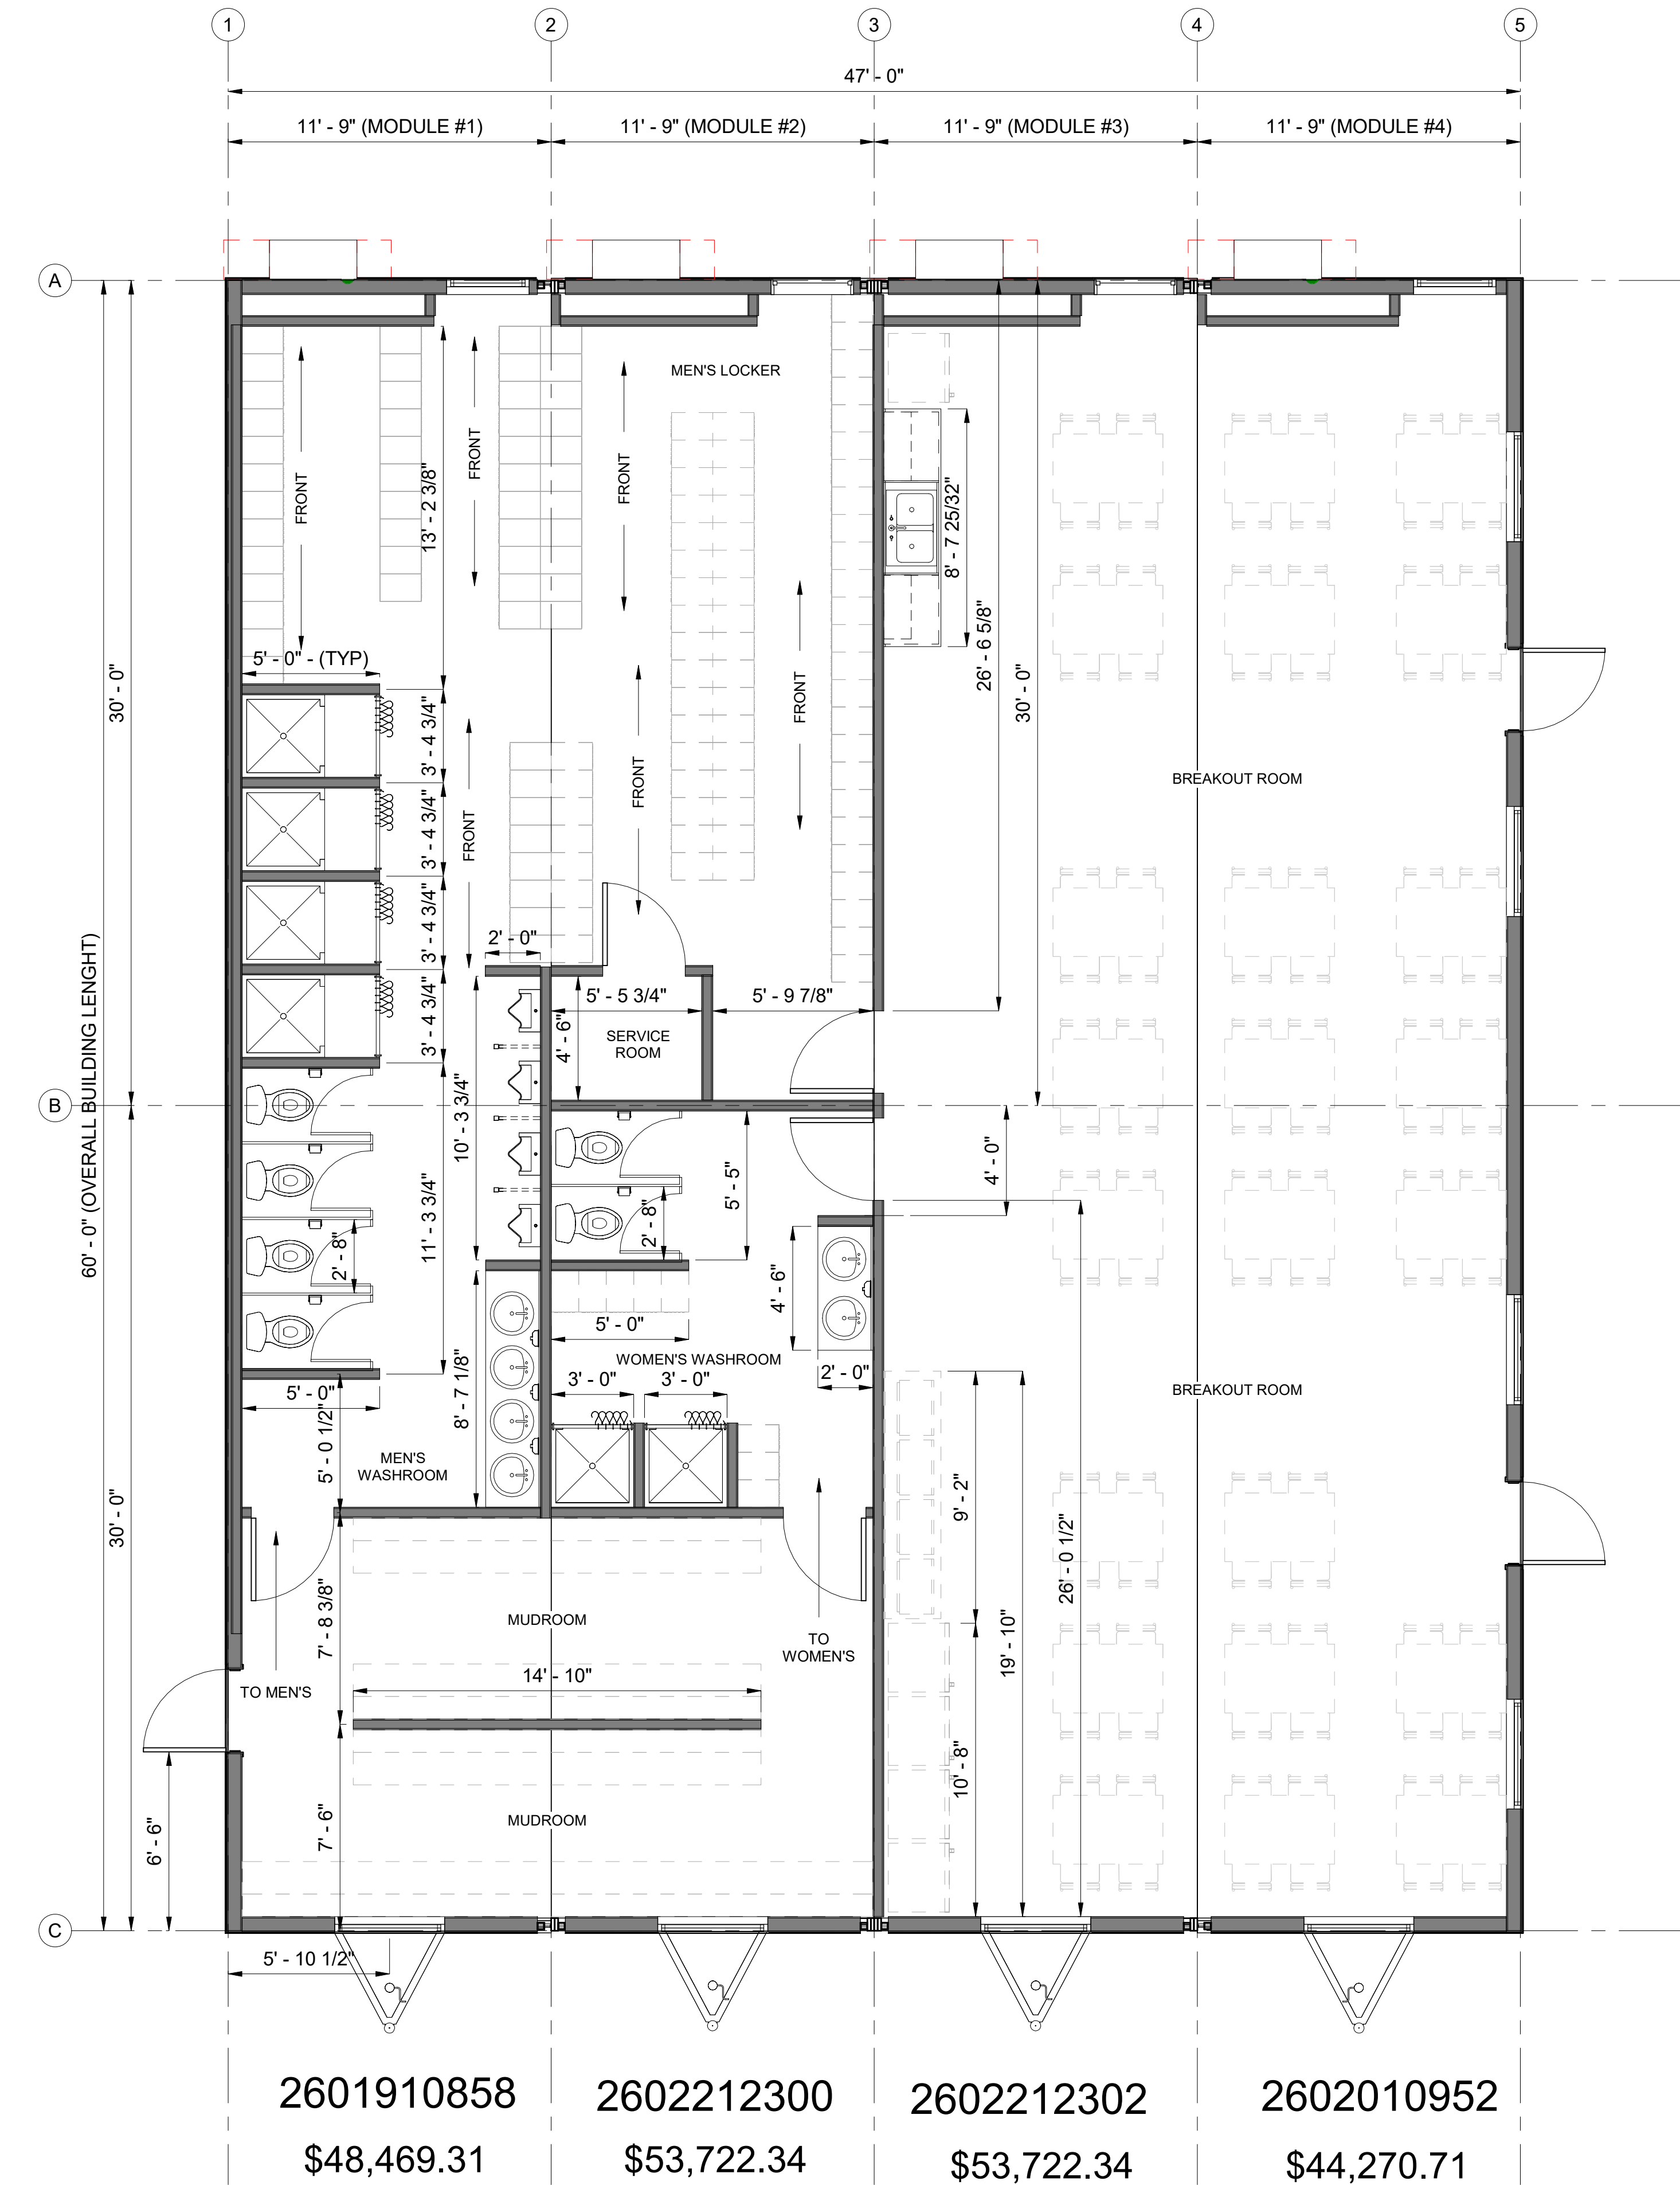 1
2
3
4
5
47' - 0"
11' - 9" (MODULE #1)
11' - 9" (MODULE #2)
11' - 9" (MODULE #3)
11' - 9" (MODULE #4)
A
MEN'S LOCKER
FRONT
FRONT
FRONT
13' - 2 3/8"
8' - 7 25/32"
26' - 6 5/8"
30' - 0"
30' - 0"
5' - 0" - (TYP)
FRONT
3' - 4 3/4"
FRONT
BREAKOUT ROOM
3' - 4 3/4"
FRONT
3' - 4 3/4"
2' - 0"
60' - 0" (OVERALL BUILDING LENGHT)
3' - 4 3/4"
5' - 5 3/4"
5' - 9 7/8"
4' - 6"
SERVICE
ROOM
B
10' - 3 3/4"
4' - 0"
5' - 5"
11' - 3 3/4"
2' - 8"
2' - 8"
4' - 6"
5' - 0"
WOMEN'S WASHROOM
2' - 0"
3' - 0"
3' - 0"
BREAKOUT ROOM
5' - 0"
8' - 7 1/8"
5' - 0 1/2"
MEN'S
WASHROOM
9' - 2"
30' - 0"
26' - 0 1/2"
7' - 8 3/8"
MUDROOM
TO
WOMEN'S
19' - 10"
14' - 10"
TO MEN'S
10' - 8"
6' - 6"
7' - 6"
MUDROOM
C
5' - 10 1/2"
2601910858
2602212300
2602212302
2602010952
$48,469.31
$53,722.34
$53,722.34
$44,270.71